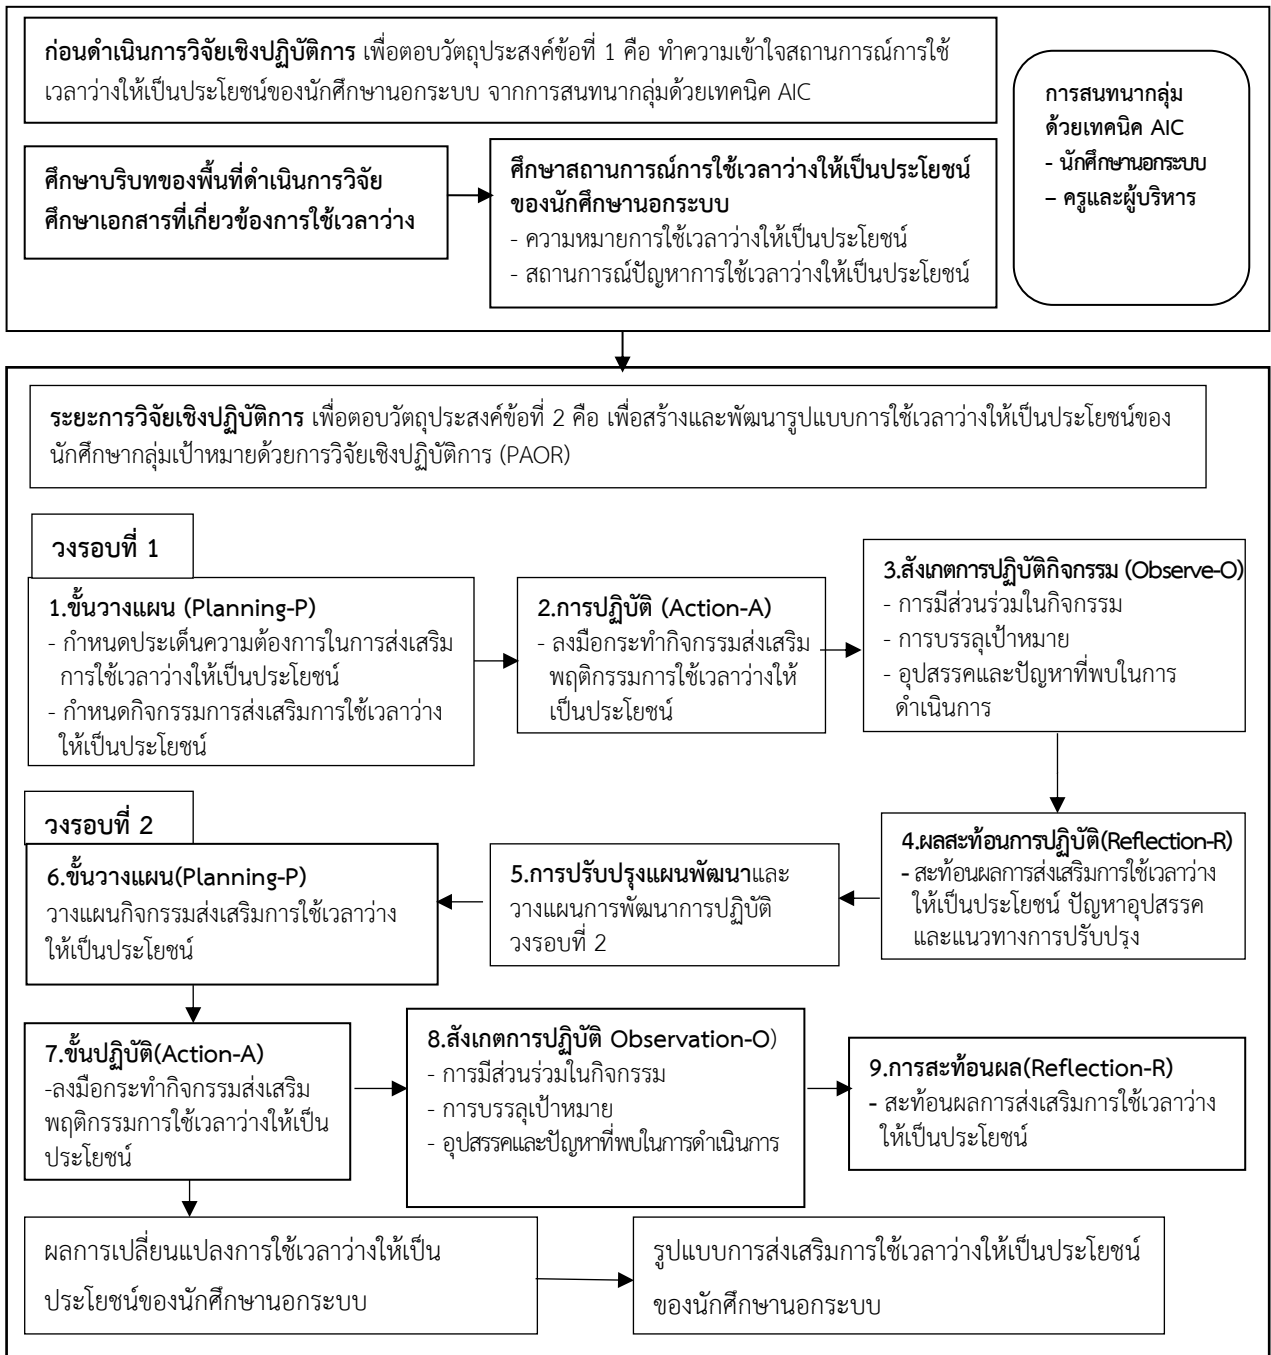 ก่อนดำเนินการวิจัยเชิงปฏิบัติการ เพื่อตอบวัตถุประสงค์ข้อที่ 1 คือ ทำความเข้าใจสถานการณ์การใช้
เวลาว่างให้เป็นประโยชน์ของนักศึกษานอกระบบ จากการสนทนากลุ่มด้วยเทคนิค AIC
การสนทนากลุ่ม
ด้วยเทคนิค AIC
- นักศึกษานอกระบบ
– ครูและผู้บริหาร
ศึกษาบริบทของพื้นที่ดำเนินการวิจัย
ศึกษาเอกสารที่เกี่ยวข้องการใช้เวลาว่าง
ศึกษาสถานการณ์การใช้เวลาว่างให้เป็นประโยชน์
ของนักศึกษานอกระบบ
- ความหมายการใช้เวลาว่างให้เป็นประโยชน์
- สถานการณ์ปัญหาการใช้เวลาว่างให้เป็นประโยชน์
ระยะการวิจัยเชิงปฏิบัติการ เพื่อตอบวัตถุประสงค์ข้อที่ 2 คือ เพื่อสร้างและพัฒนารูปแบบการใช้เวลาว่างให้เป็นประโยชน์ของ
นักศึกษากลุ่มเป้าหมายด้วยการวิจัยเชิงปฏิบัติการ (PAOR)
วงรอบที่ 1
1.ขั้นวางแผน (Planning-P)
- กำหนดประเด็นความต้องการในการส่งเสริม
การใช้เวลาว่างให้เป็นประโยชน์
- กำหนดกิจกรรมการส่งเสริมการใช้เวลาว่าง
ให้เป็นประโยชน์
2.การปฏิบัติ (Action-A)
- ลงมือกระทำกิจกรรมส่งเสริม
พฤติกรรมการใช้เวลาว่างให้
เป็นประโยชน์
3.สังเกตการปฏิบัติกิจกรรม (Observe-O)
- การมีส่วนร่วมในกิจกรรม
- การบรรลุเป้าหมาย
- อุปสรรคและปัญหาที่พบในการ
ดำเนินการ
4.ผลสะท้อนการปฏิบัติ(Reflection-R)
- สะท้อนผลการส่งเสริมการใช้เวลาว่าง
ให้เป็นประโยชน์ ปัญหาอุปสรรค
และแนวทางการปรับปรุง
5.การปรับปรุงแผนพัฒนาและ
วางแผนการพัฒนาการปฏิบัติ
วงรอบที่ 2
วงรอบที่ 2
6.ขั้นวางแผน(Planning-P)
วางแผนกิจกรรมส่งเสริมการใช้เวลาว่าง
ให้เป็นประโยชน์
7.ขั้นปฏิบัติ(Action-A)
-ลงมือกระทำกิจกรรมส่งเสริม
พฤติกรรมการใช้เวลาว่างให้เป็น
ประโยชน์
8.สังเกตการปฏิบัติ Observation-O)
- การมีส่วนร่วมในกิจกรรม
- การบรรลุเป้าหมาย
- อุปสรรคและปัญหาที่พบในการดำเนินการ
9.การสะท้อนผล(Reflection-R)
- สะท้อนผลการส่งเสริมการใช้เวลาว่าง
ให้เป็นประโยชน์
ผลการเปลี่ยนแปลงการใช้เวลาว่างให้เป็น
ประโยชน์ของนักศึกษานอกระบบ
รูปแบบการส่งเสริมการใช้เวลาว่างให้เป็นประโยชน์
ของนักศึกษานอกระบบ